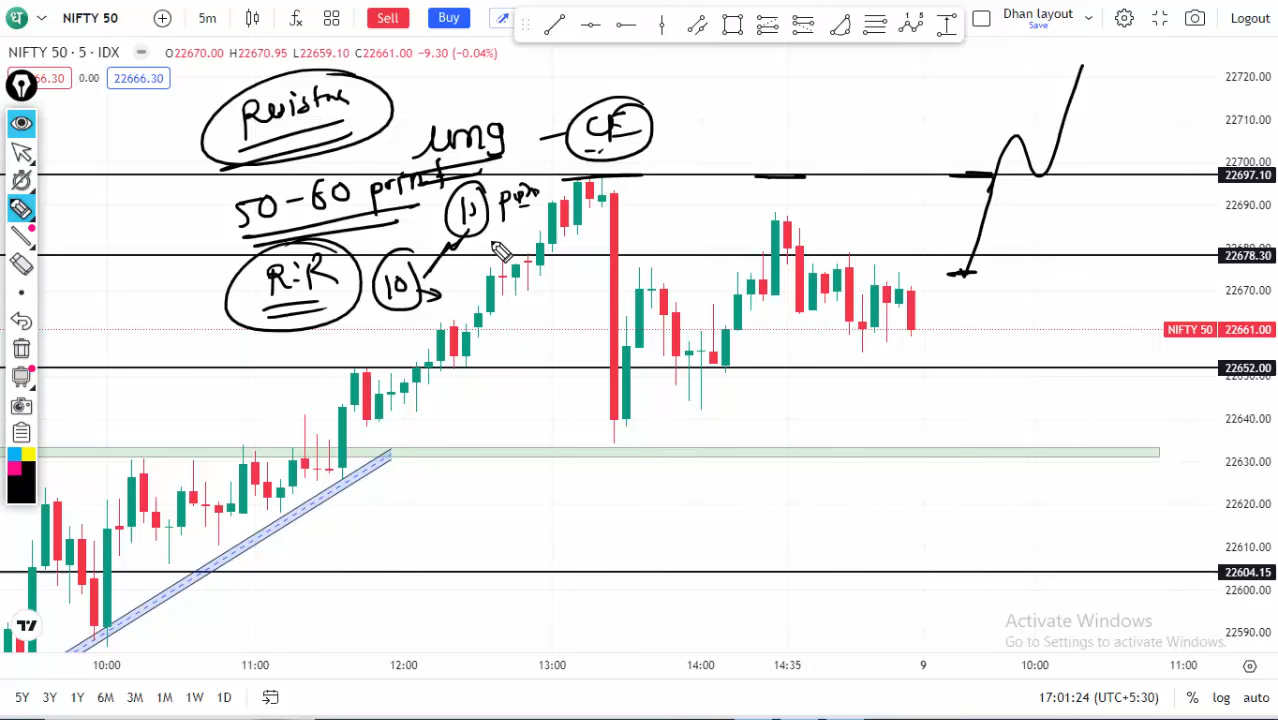 NIFTY 50
5m
Sell
Buy
Dhan layout
Save
Logout
NIFTY 50 · 5 · IDX
O22670.00 H22670.95 L22659.10 C22661.00 -9.30 (-0.04%)
66.30
0.00
22666.30
CE
50-60 point
R:R
10
22720.00
22710.00
22700.00
22697.10
22690.00
22678.30
22670.00
NIFTY 50 22661.00
22652.00
22640.00
22630.00
22620.00
22610.00
22604.15
22600.00
22590.00
Activate Windows
Go to Settings to activate Windows.
10:00 11:00 12:00 13:00 14:00 14:35 9 10:00 11:00
5Y 3Y 1Y 6M 3M 1M 1W 1D
17:01:24 (UTC+5:30)
% log auto